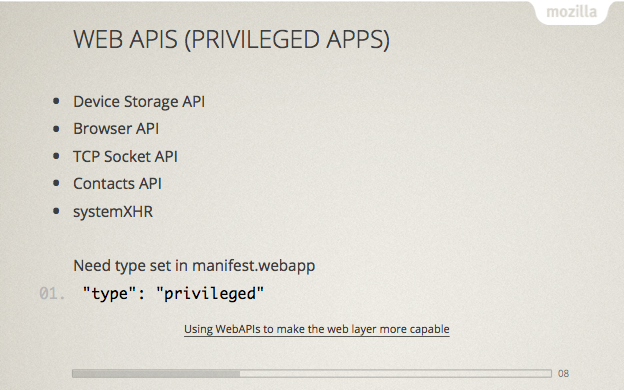 mozilla
WEB APIS (PRIVILEGED APPS)
• Device Storage API
• Browser API
• TCP Socket API
• Contacts API
• systemXHR
Need type set in manifest.webapp
01. "type": "privileged"
Using WebAPIs to make the web layer more capable
08